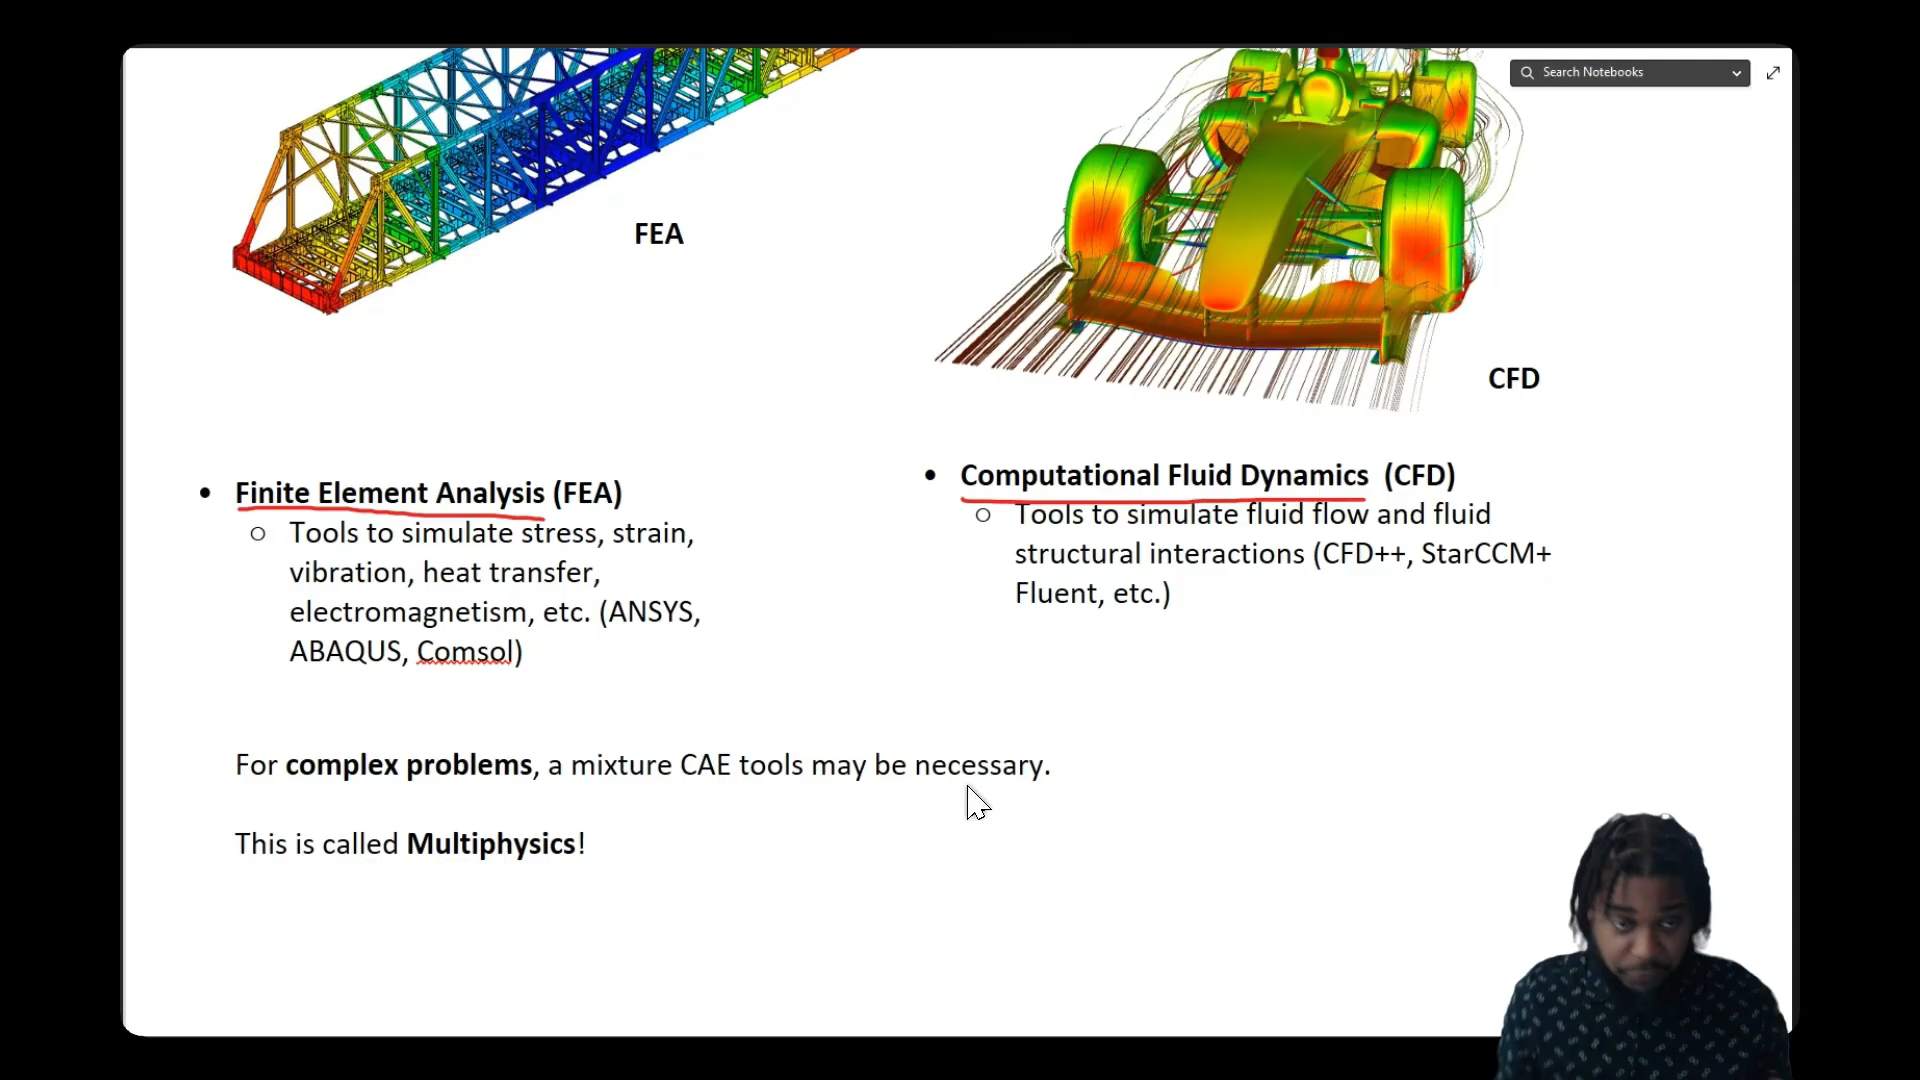 Search Notebooks
FEA
CFD
• Finite Element Analysis (FEA)
○ Tools to simulate stress, strain,
vibration, heat transfer,
electromagnetism, etc. (ANSYS,
ABAQUS, Comsol)
• Computational Fluid Dynamics (CFD)
○ Tools to simulate fluid flow and fluid
structural interactions (CFD++, StarCCM+
Fluent, etc.)
For complex problems, a mixture CAE tools may be necessary.
This is called Multiphysics!